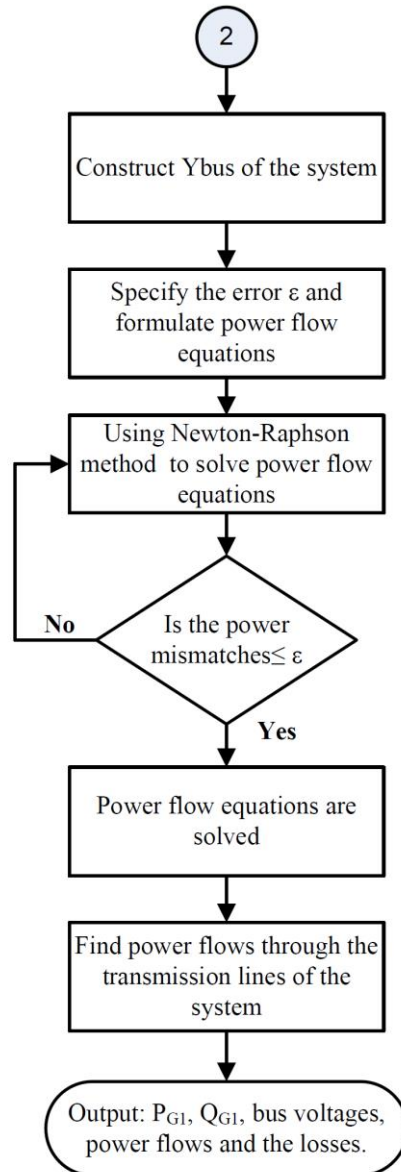 2
Construct Ybus of the system
Specify the error ε and
formulate power flow
equations
Using Newton-Raphson
method to solve power flow
equations
No
Is the power
mismatches≤ ε
Yes
Power flow equations are
solved
Find power flows through the
transmission lines of the
system
Output: PG1, QG1, bus voltages,
power flows and the losses.